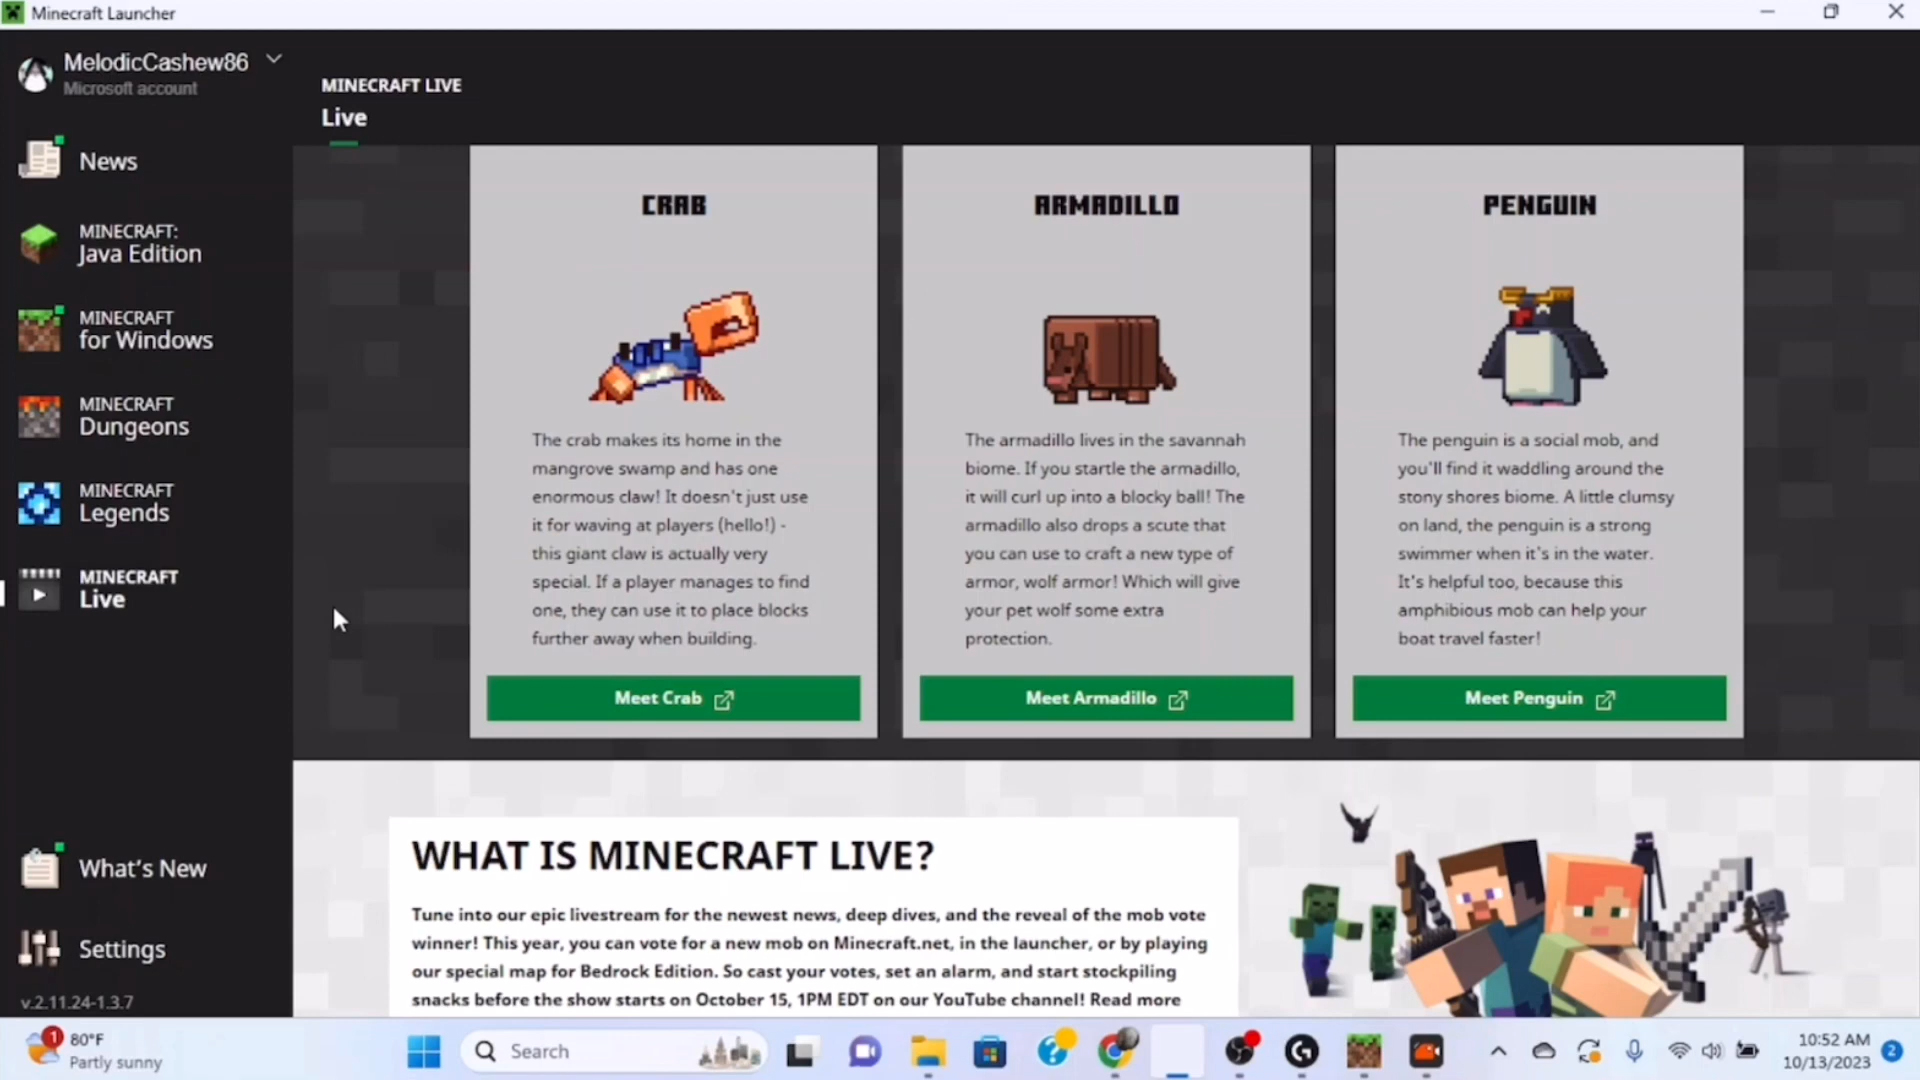 Minecraft Launcher
MelodicCashew86
Microsoft account
News
MINECRAFT:
Java Edition
MINECRAFT
for Windows
MINECRAFT
Dungeons
MINECRAFT
Legends
MINECRAFT
Live
What's New
Settings
v.2.11.24-1.3.7
MINECRAFT LIVE
Live
CRAB
The crab makes its home in the
mangrove swamp and has one
enormous claw! It doesn't just use
it for waving at players (hello!) -
this giant claw is actually very
special. If a player manages to find
one, they can use it to place blocks
further away when building.
Meet Crab
ARMADILLO
The armadillo lives in the savannah
biome. If you startle the armadillo,
it will curl up into a blocky ball! The
armadillo also drops a scute that
you can use to craft a new type of
armor, wolf armor! Which will give
your pet wolf some extra
protection.
Meet Armadillo
PENGUIN
The penguin is a social mob, and
you'll find it waddling around the
stony shores biome. A little clumsy
on land, the penguin is a strong
swimmer when it's in the water.
It's helpful too, because this
amphibious mob can help your
boat travel faster!
Meet Penguin
WHAT IS MINECRAFT LIVE?
Tune into our epic livestream for the newest news, deep dives, and the reveal of the mob vote
winner! This year, you can vote for a new mob on Minecraft.net, in the launcher, or by playing
our special map for Bedrock Edition. So cast your votes, set an alarm, and start stockpiling
snacks before the show starts on October 15, 1PM EDT on our YouTube channel! Read more
1
80°F
Partly sunny
Search
10:52 AM
10/13/2023
2